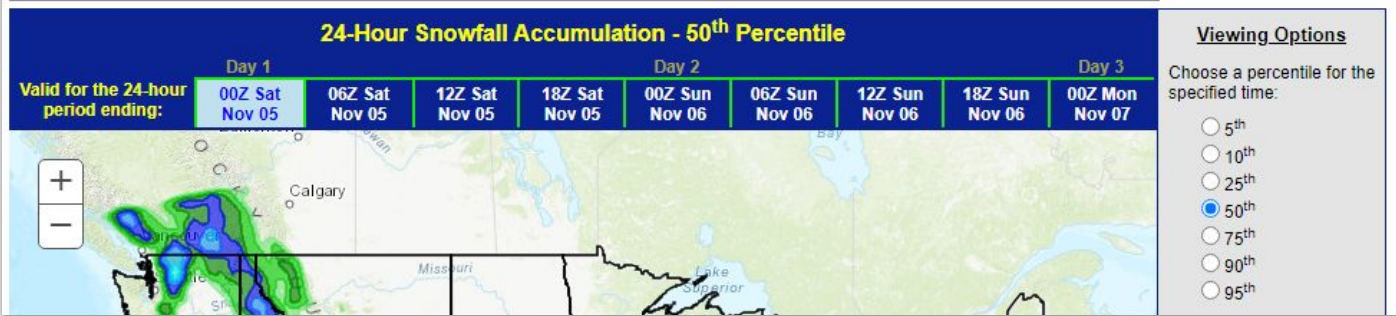 24-Hour Snowfall Accumulation - 50th Percentile
Day 1 Day 2 Day 3
Valid for the 24-hour period ending:
00Z Sat Nov 05
06Z Sat Nov 05
12Z Sat Nov 05
18Z Sat Nov 05
00Z Sun Nov 06
06Z Sun Nov 06
12Z Sun Nov 06
18Z Sun Nov 06
00Z Mon Nov 07
+
−
Calgary
Bay
Vancouver
Missouri
Lake
Superior
Viewing Options
Choose a percentile for the
specified time:
5th
10th
25th
50th
75th
90th
95th